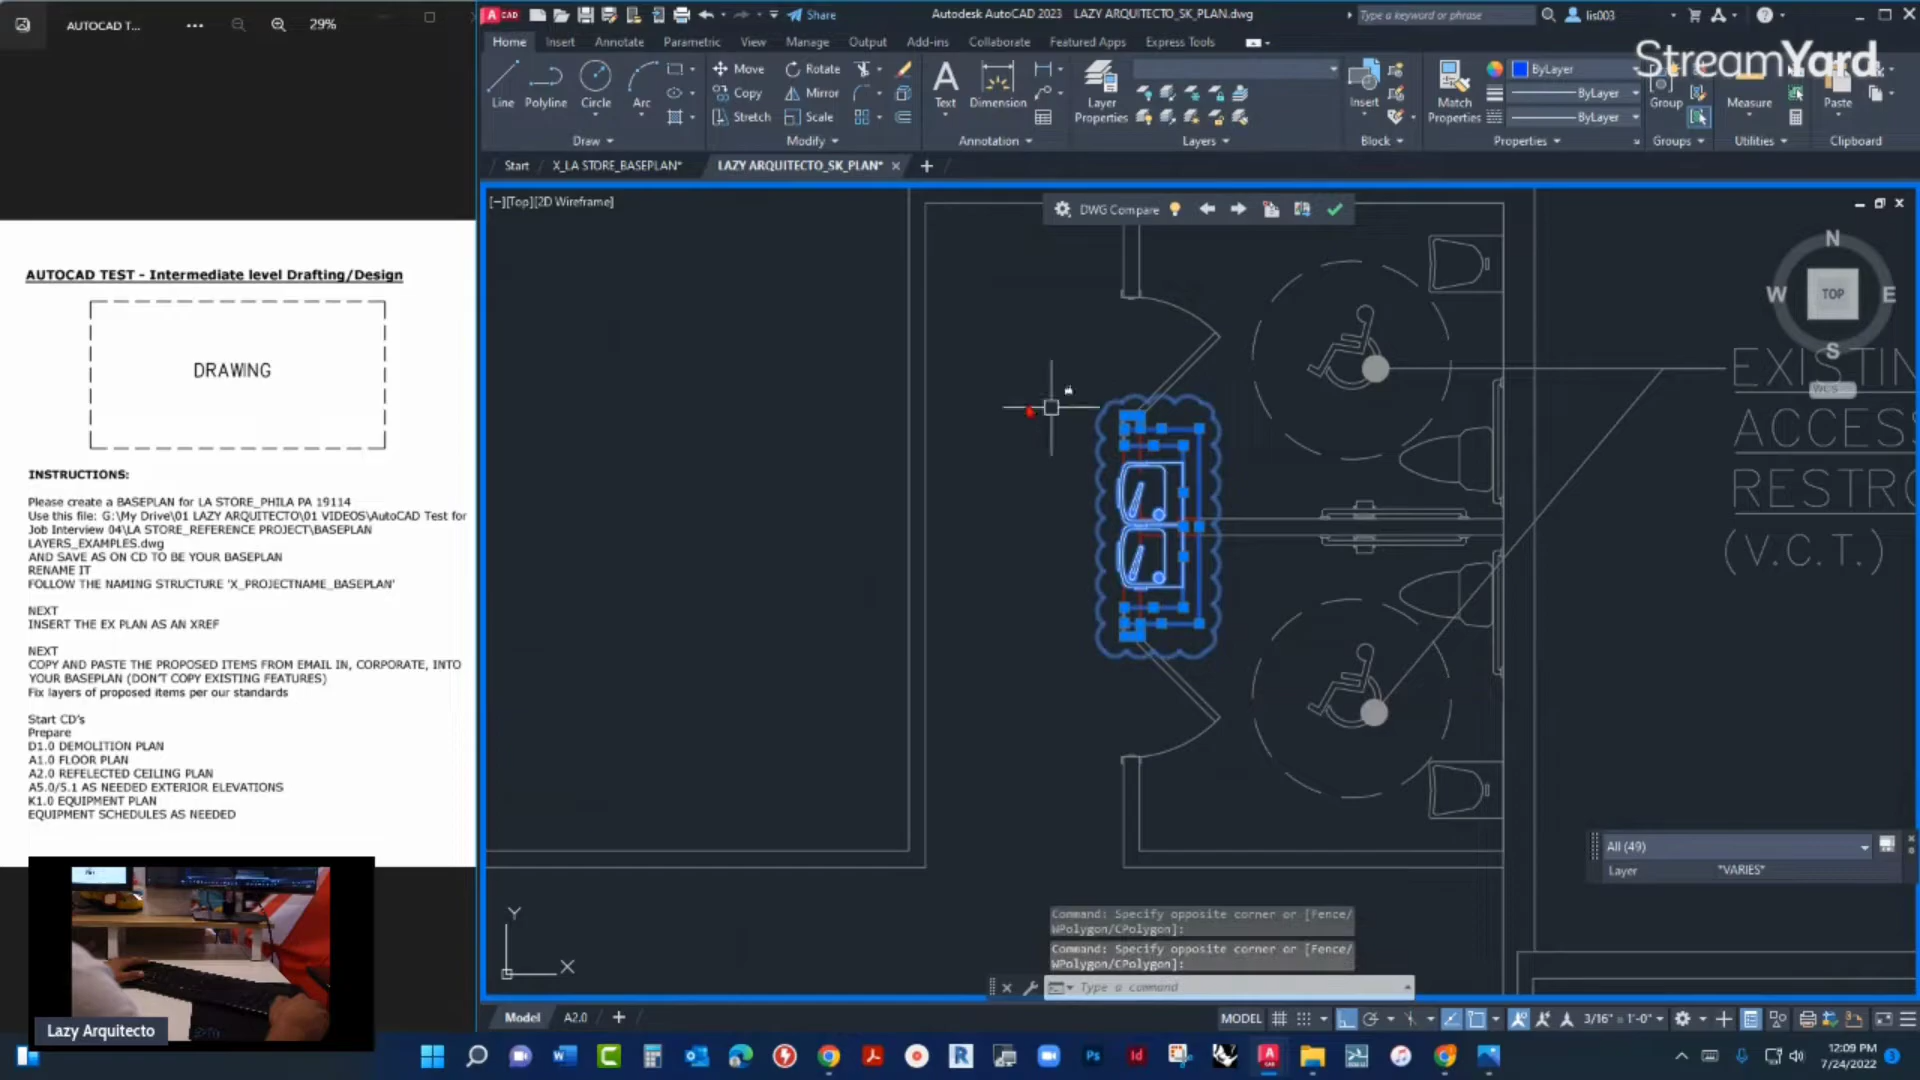 AUTOCAD T...
29%
CAD
Share
Autodesk AutoCAD 2023
LAZY ARQUITECTO_SK_PLAN.dwg
Type a keyword or phrase
lis003
StreamYard
Home
Insert
Annotate
Parametric
View
Manage
Output
Add-ins
Collaborate
Featured Apps
Express Tools
Line
Polyline
Circle
Arc
Move
Rotate
Copy
Mirror
Stretch
Scale
Text
Dimension
Layer
Properties
Insert
Match
Properties
ByLayer
ByLayer
ByLayer
Group
Measure
Paste
Draw
Modify
Annotation
Layers
Block
Properties
Groups
Utilities
Clipboard
Start
X_LA STORE_BASEPLAN*
LAZY ARQUITECTO_SK_PLAN*
[−][Top][2D Wireframe]
DWG Compare
N
W
TOP
E
S
WCS
EXISTIN
ACCES
RESTR
(V.C.T.)
AUTOCAD TEST - Intermediate level Drafting/Design
DRAWING
INSTRUCTIONS:
Please create a BASEPLAN for LA STORE_PHILA PA 19114
Use this file: G:\My Drive\01 LAZY ARQUITECTO\01 VIDEOS\AutoCAD Test for
Job Interview 04\LA STORE_REFERENCE PROJECT\BASEPLAN
LAYERS_EXAMPLES.dwg
AND SAVE AS ON CD TO BE YOUR BASEPLAN
RENAME IT
FOLLOW THE NAMING STRUCTURE 'X_PROJECTNAME_BASEPLAN'
NEXT
INSERT THE EX PLAN AS AN XREF
NEXT
COPY AND PASTE THE PROPOSED ITEMS FROM EMAIL IN, CORPORATE, INTO
YOUR BASEPLAN (DON'T COPY EXISTING FEATURES)
Fix layers of proposed items per our standards
Start CD's
Prepare
D1.0 DEMOLITION PLAN
A1.0 FLOOR PLAN
A2.0 REFELECTED CEILING PLAN
A5.0/5.1 AS NEEDED EXTERIOR ELEVATIONS
K1.0 EQUIPMENT PLAN
EQUIPMENT SCHEDULES AS NEEDED
Lazy Arquitecto
All (49)
Layer
*VARIES*
Command: Specify opposite corner or [Fence/
WPolygon/CPolygon]:
Command: Specify opposite corner or [Fence/
WPolygon/CPolygon]:
Type a command
Y
X
Model
A2.0
MODEL
3/16" = 1'-0"
12:09 PM
7/24/2022